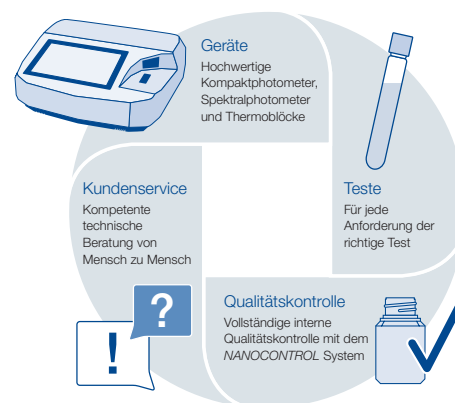 Geräte
Hochwertige
Kompaktphotometer,
Spektralphotometer
und Thermoblöcke
Teste
Für jede
Anforderung der
richtige Test
Kundenservice
Kompetente
technische
Beratung von
Mensch zu Mensch
Qualitätskontrolle
Vollständige interne
Qualitätskontrolle mit dem
NANOCONTROL System
?
!